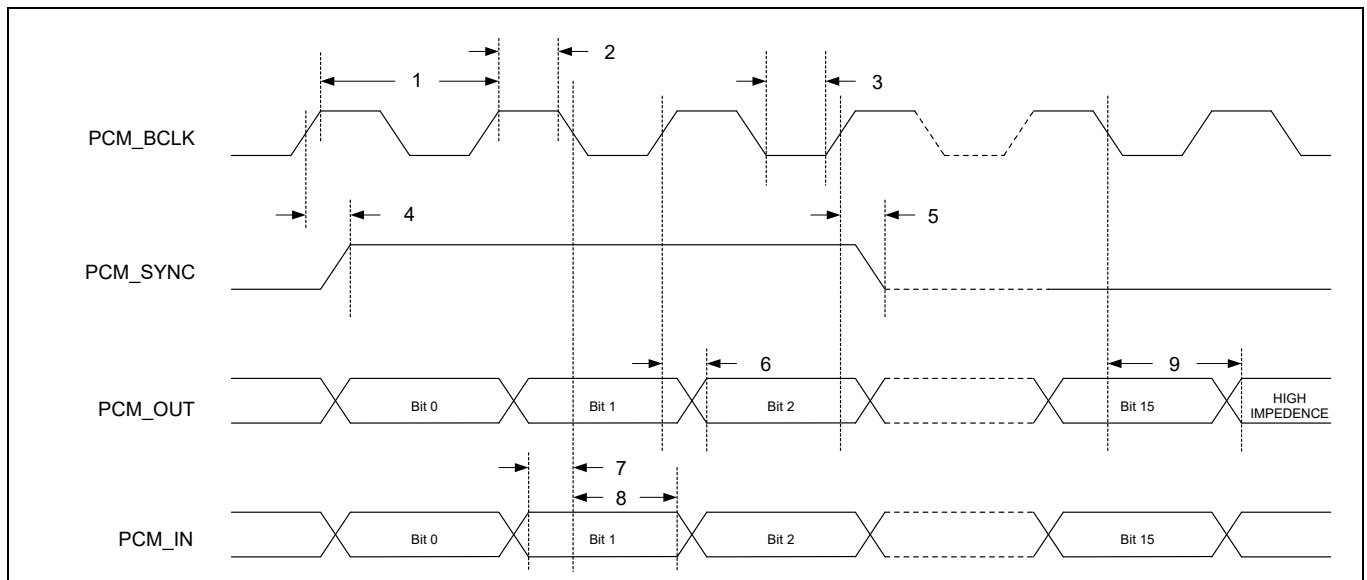 2
1
3
PCM_BCLK
4
5
PCM_SYNC
6
9
PCM_OUT
Bit 0
Bit 1
Bit 2
Bit 15
HIGH
IMPEDENCE
7
8
PCM_IN
Bit 0
Bit 1
Bit 2
Bit 15